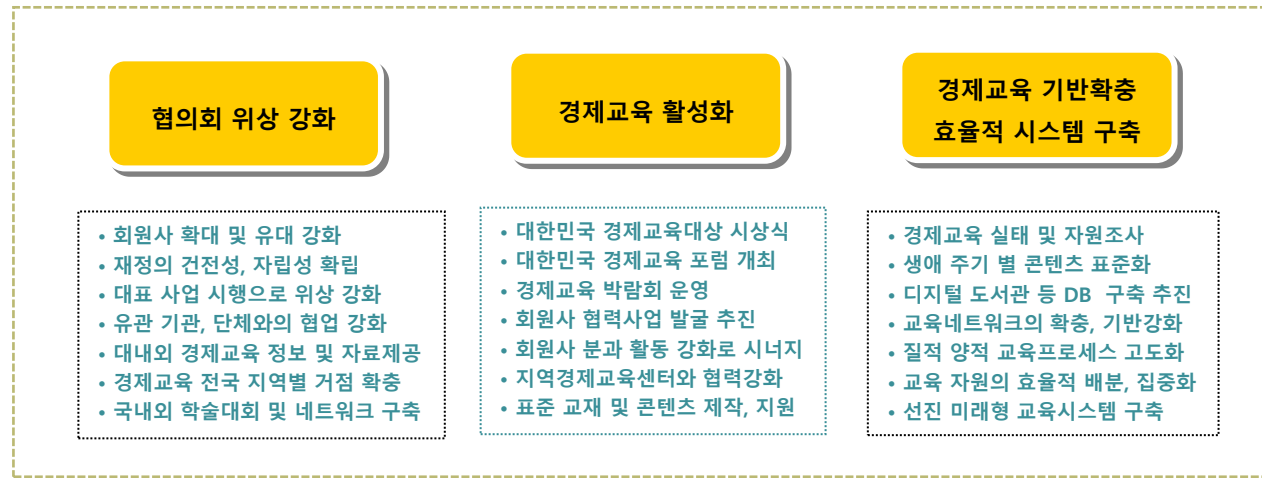 협의회 위상 강화
• 회원사 확대 및 유대 강화
• 재정의 건전성, 자립성 확립
• 대표 사업 시행으로 위상 강화
• 유관 기관, 단체와의 협업 강화
• 대내외 경제교육 정보 및 자료제공
• 경제교육 전국 지역별 거점 확충
• 국내외 학술대회 및 네트워크 구축
경제교육 활성화
• 대한민국 경제교육대상 시상식
• 대한민국 경제교육 포럼 개최
• 경제교육 박람회 운영
• 회원사 협력사업 발굴 추진
• 회원사 분과 활동 강화로 시너지
• 지역경제교육센터와 협력강화
• 표준 교재 및 콘텐츠 제작, 지원
경제교육 기반확충
효율적 시스템 구축
• 경제교육 실태 및 자원조사
• 생애 주기 별 콘텐츠 표준화
• 디지털 도서관 등 DB 구축 추진
• 교육네트워크의 확충, 기반강화
• 질적 양적 교육프로세스 고도화
• 교육 자원의 효율적 배분, 집중화
• 선진 미래형 교육시스템 구축